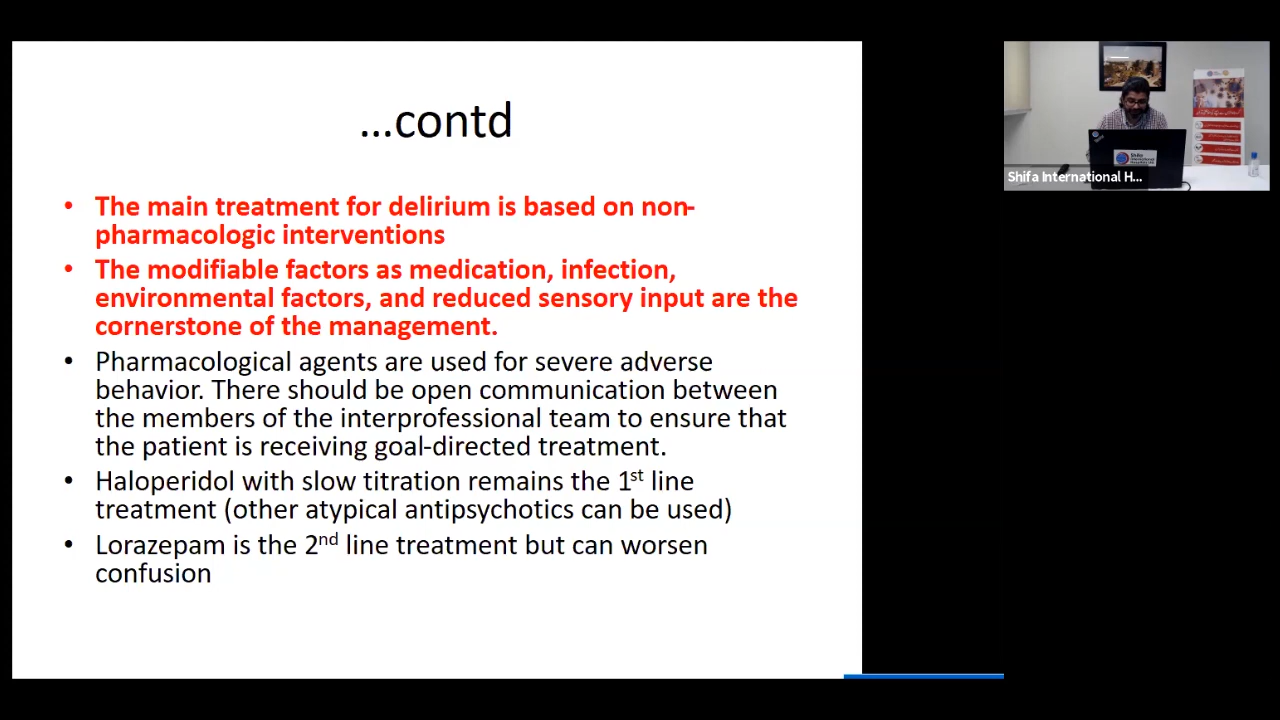 ...contd
• The main treatment for delirium is based on non-
pharmacologic interventions
• The modifiable factors as medication, infection,
environmental factors, and reduced sensory input are the
cornerstone of the management.
• Pharmacological agents are used for severe adverse
behavior. There should be open communication between
the members of the interprofessional team to ensure that
the patient is receiving goal-directed treatment.
• Haloperidol with slow titration remains the 1st line
treatment (other atypical antipsychotics can be used)
• Lorazepam is the 2nd line treatment but can worsen
confusion
Shifa
International
Shifa International H...